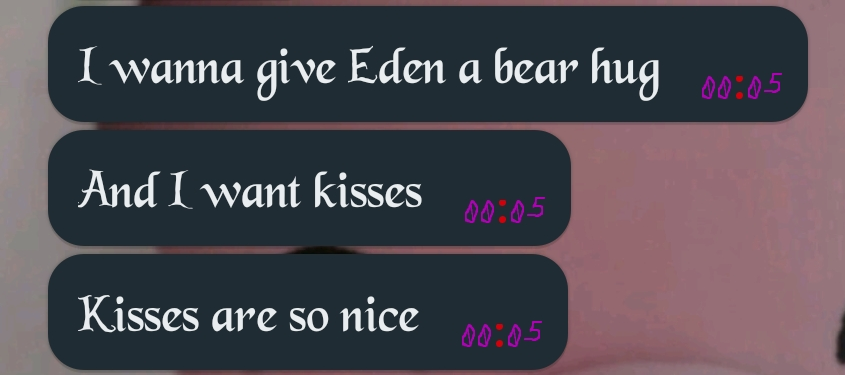 I wanna give Eden a bear hug 00:05
And I want kisses 00:05
Kisses are so nice 00:05